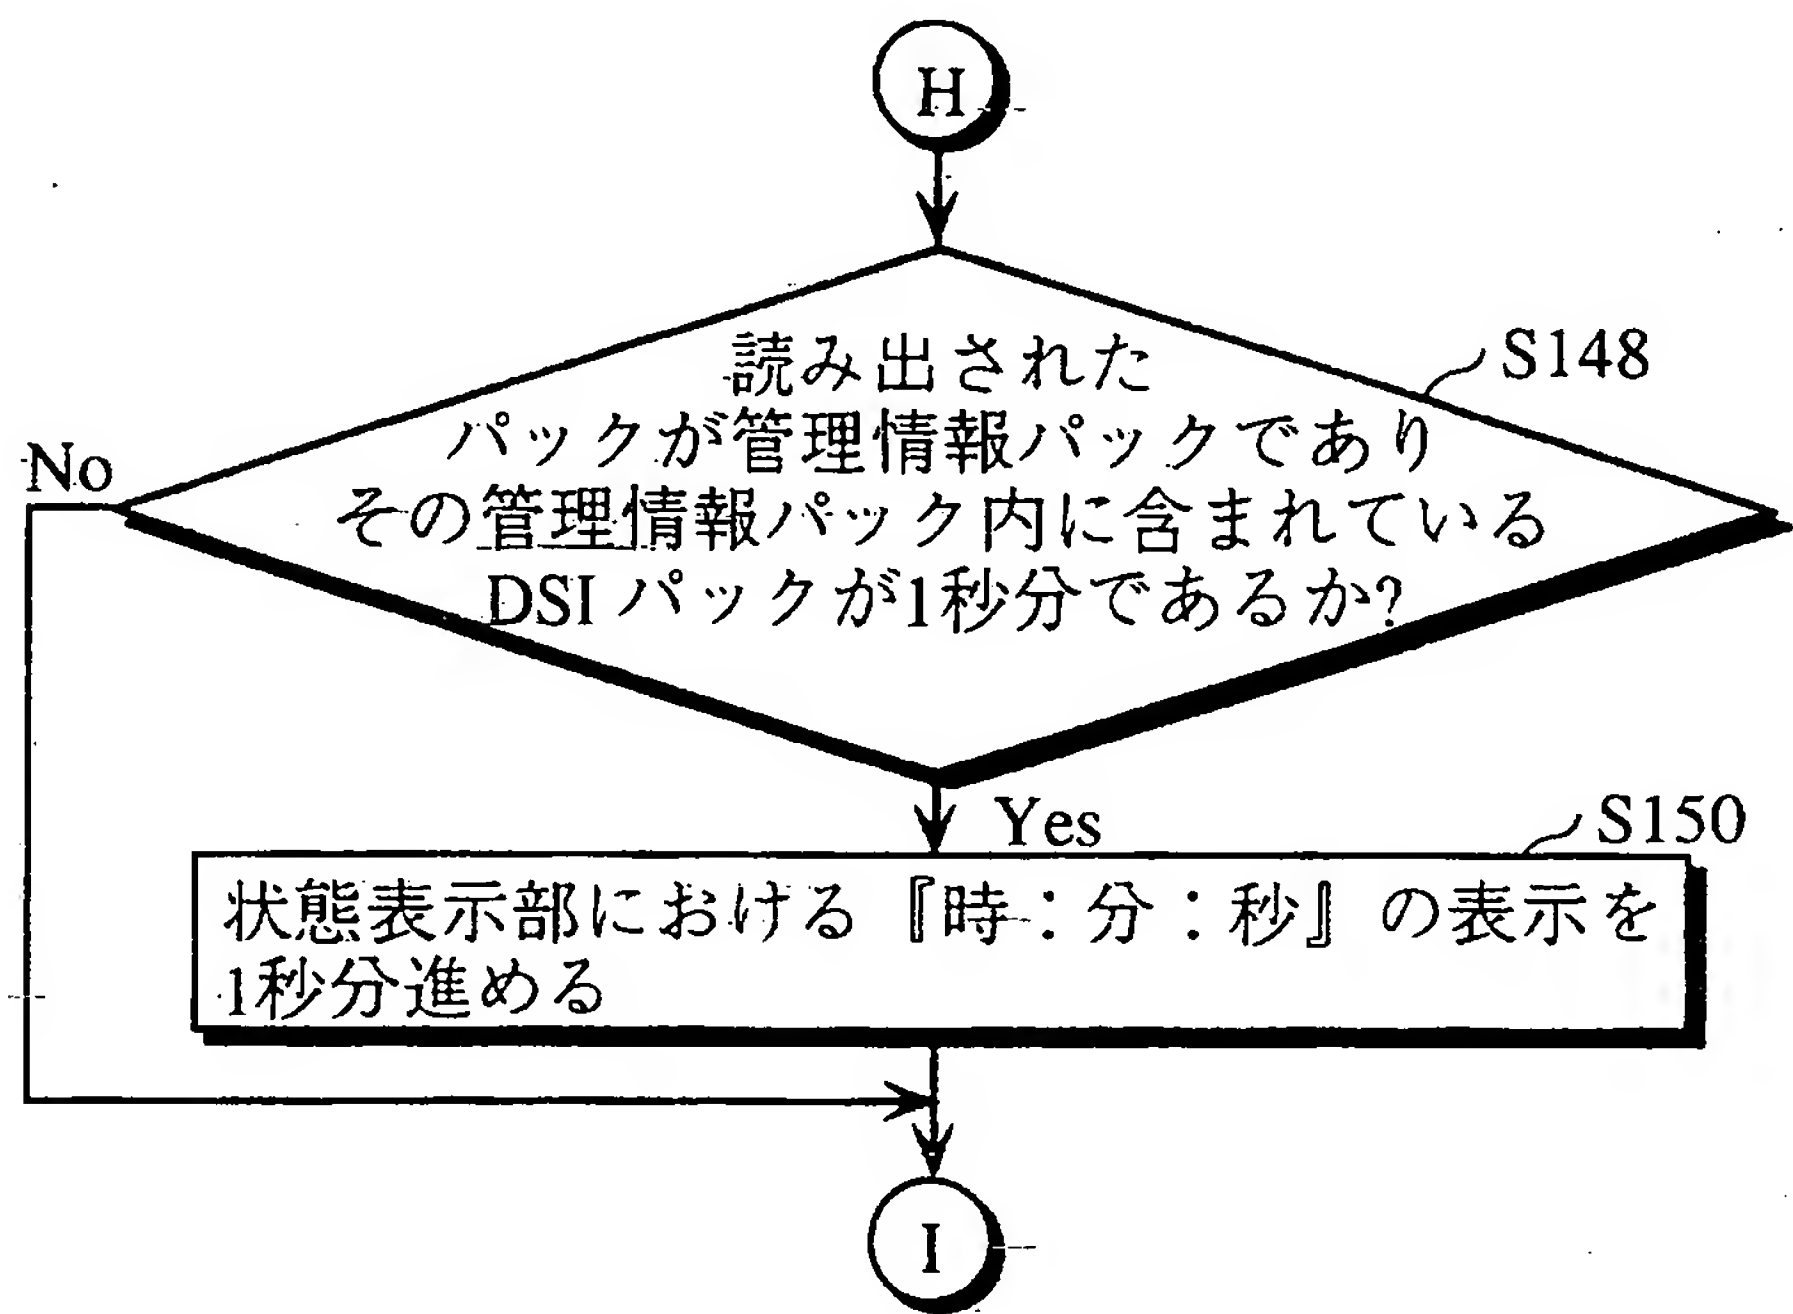 H
読み出された
S148
パックが管理情報パックであり
No
その管理情報パック内に含まれている
DSIパックが1秒分であるか?
Yes
S150
状態表示部における『時:分:秒』の表示を
1秒分進める
I